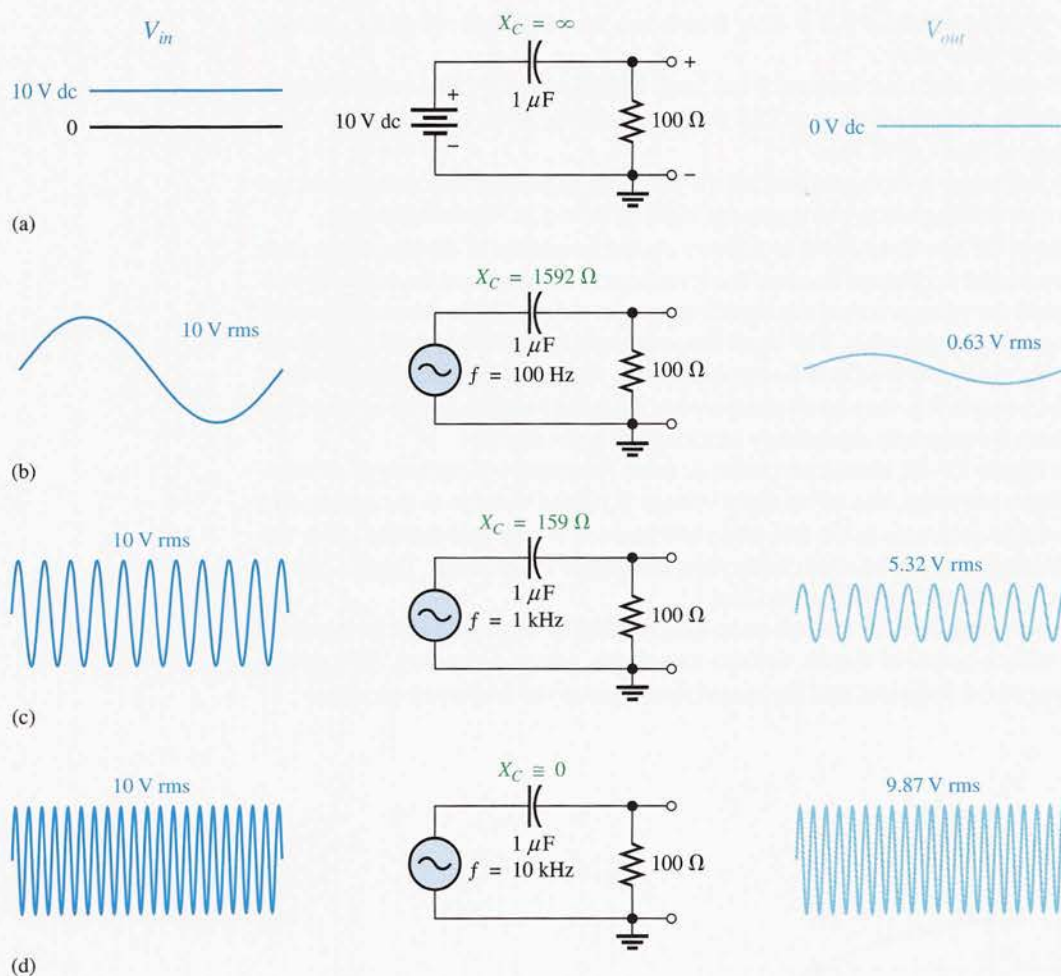 V_in
X_C = ∞
V_out
10 V dc
0
+
1 μF
10 V dc
+
−
100 Ω
+
−
0 V dc
(a)
X_C = 1592 Ω
10 V rms
1 μF
f = 100 Hz
100 Ω
0.63 V rms
(b)
X_C = 159 Ω
10 V rms
1 μF
f = 1 kHz
100 Ω
5.32 V rms
(c)
X_C ≅ 0
10 V rms
1 μF
f = 10 kHz
100 Ω
9.87 V rms
(d)